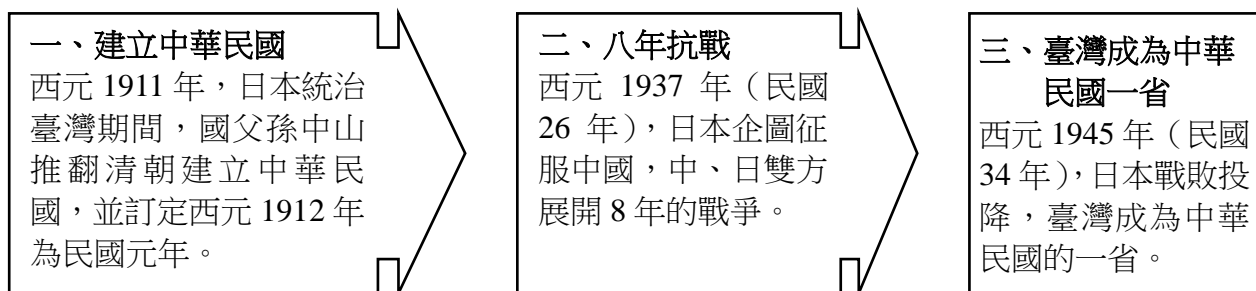 一、建立中華民國
西元 1911 年，日本統治
臺灣期間，國父孫中山
推翻清朝建立中華民
國，並訂定西元 1912 年
為民國元年。
二、八年抗戰
西元 1937 年（民國
26 年），日本企圖征
服中國，中、日雙方
展開 8 年的戰爭。
三、臺灣成為中華
民國一省
西元 1945 年（民國
34 年），日本戰敗投
降，臺灣成為中華
民國的一省。